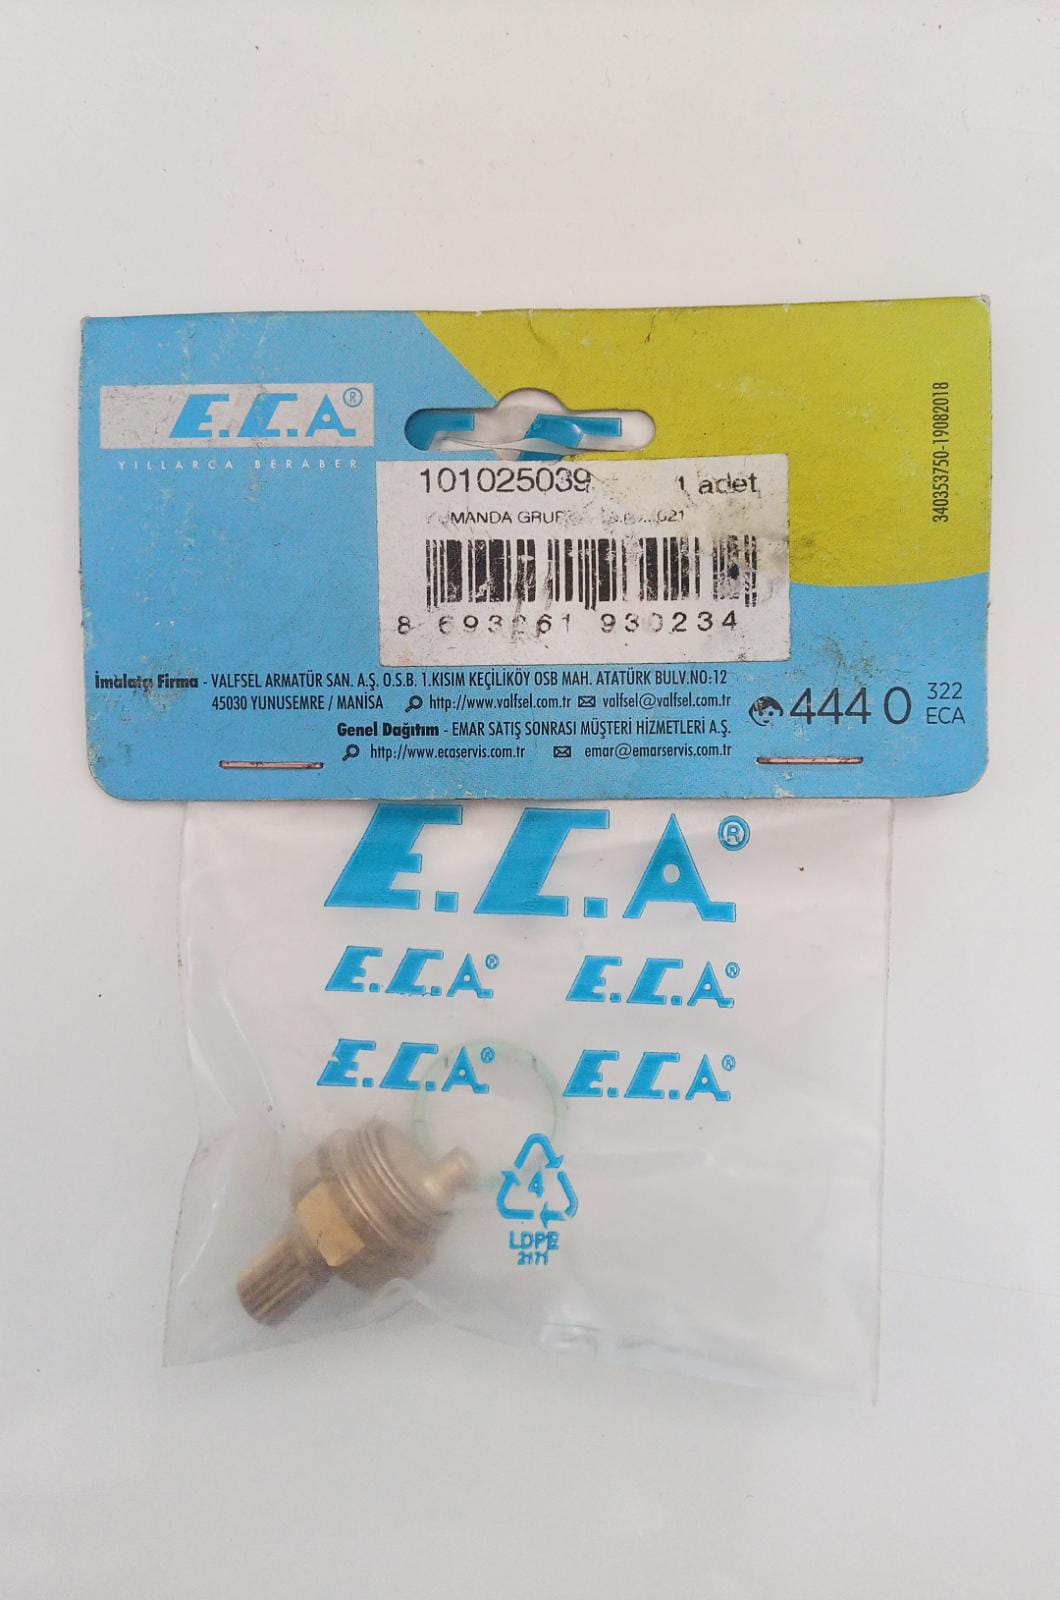 E.C.A®
YILLARCA BERABER
340353750-19082018
101025039 1 adet
8 693261 930234
İmalatçı Firma - VALFSEL ARMATÜR SAN. A.Ş. O.S.B. 1.KISIM KEÇİLİKÖY OSB MAH. ATATÜRK BULV.NO:12
45030 YUNUSEMRE / MANİSA http://www.valfsel.com.tr valfsel@valfsel.com.tr
Genel Dağıtım - EMAR SATIŞ SONRASI MÜŞTERİ HİZMETLERİ A.Ş.
http://www.ecaservis.com.tr emar@emarservis.com.tr
444 0 322 ECA
E.C.A®
E.C.A® E.C.A®
E.C.A® E.C.A®
4
LDPE
2171